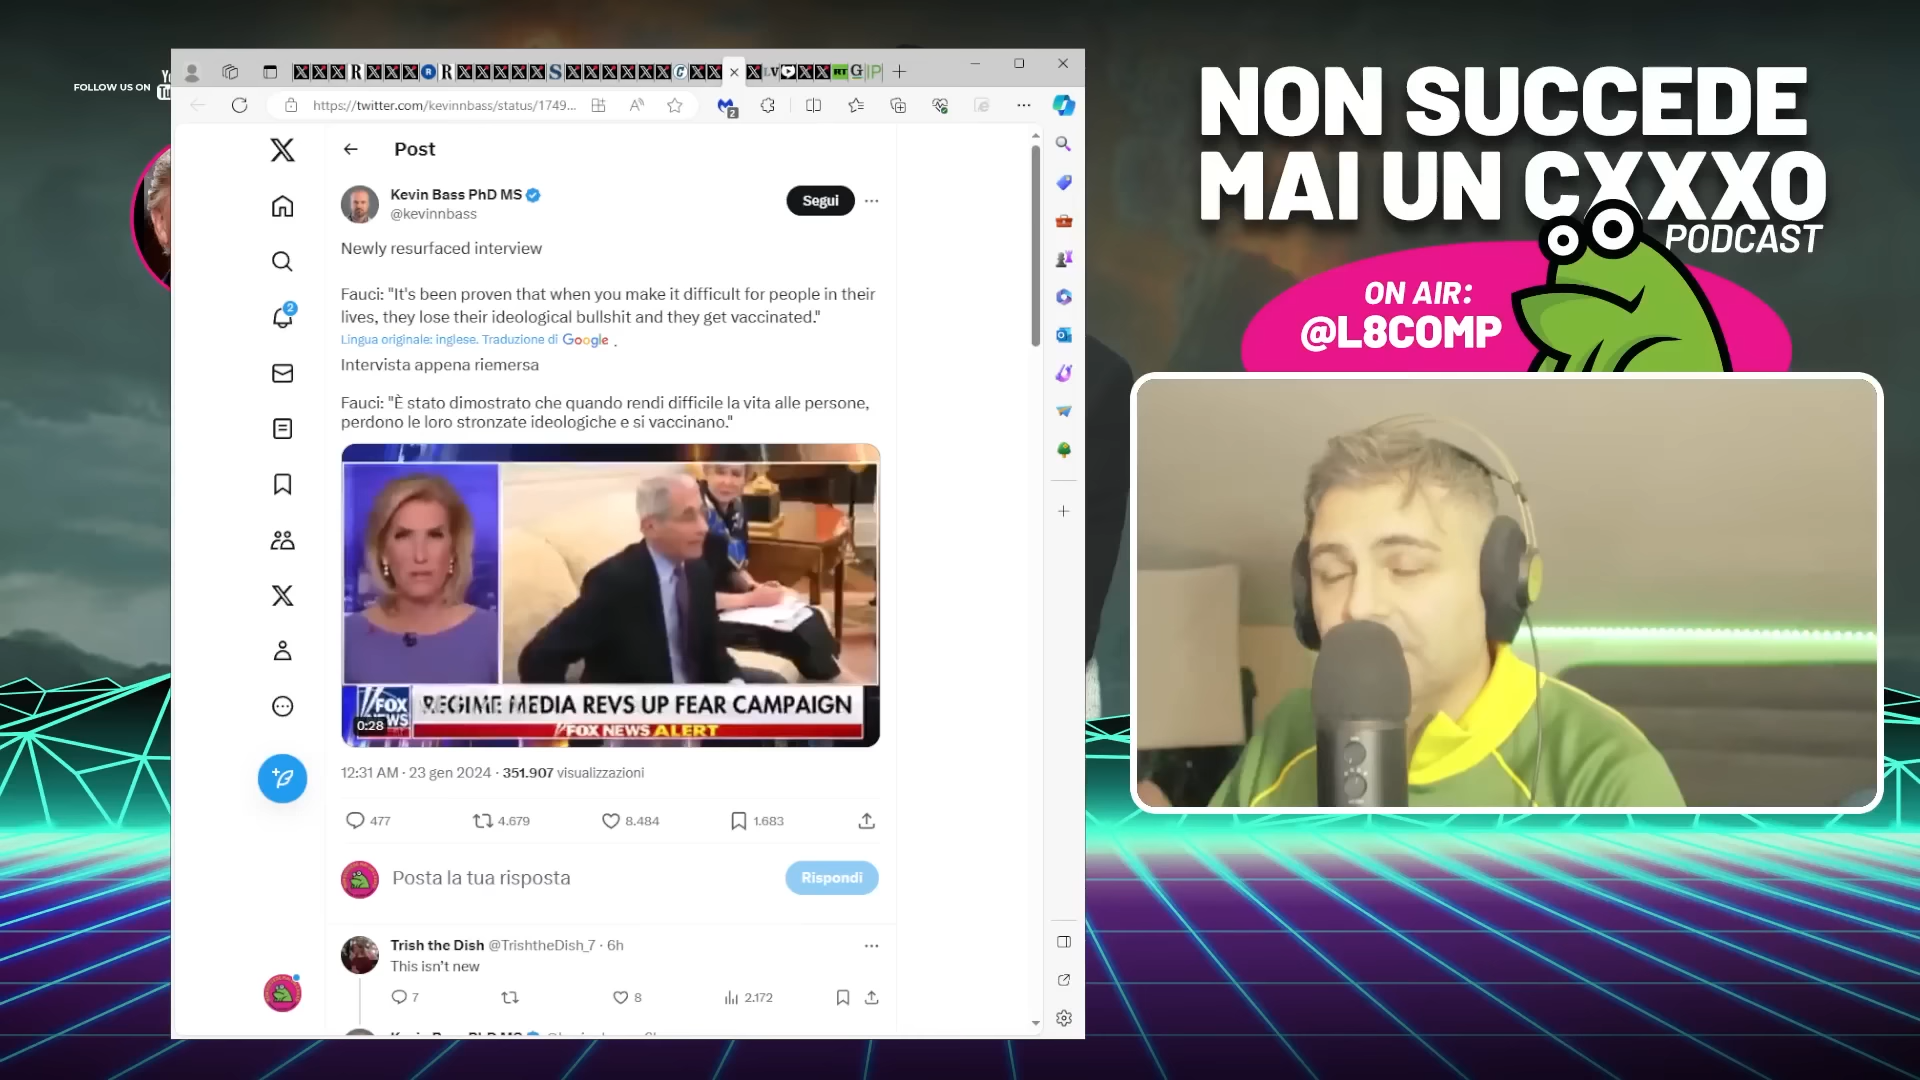 FOLLOW US ON
https://twitter.com/kevinnbass/status/1749...
2
Post
Kevin Bass PhD MS
@kevinnbass
Segui
Newly resurfaced interview
Fauci: "It's been proven that when you make it difficult for people in their
lives, they lose their ideological bullshit and they get vaccinated."
Lingua originale: inglese. Traduzione di Google .
Intervista appena riemersa
Fauci: "È stato dimostrato che quando rendi difficile la vita alle persone,
perdono le loro stronzate ideologiche e si vaccinano."
REGIME MEDIA REVS UP FEAR CAMPAIGN
FOX NEWS
0:28
FOX NEWS ALERT
12:31 AM · 23 gen 2024 · 351.907 visualizzazioni
477 4.679 8.484 1.683
Posta la tua risposta
Rispondi
Trish the Dish @TrishtheDish_7 · 6h
This isn't new
7 8 2.172
2
NON SUCCEDE
MAI UN CXXXO
PODCAST
ON AIR:
@L8COMP